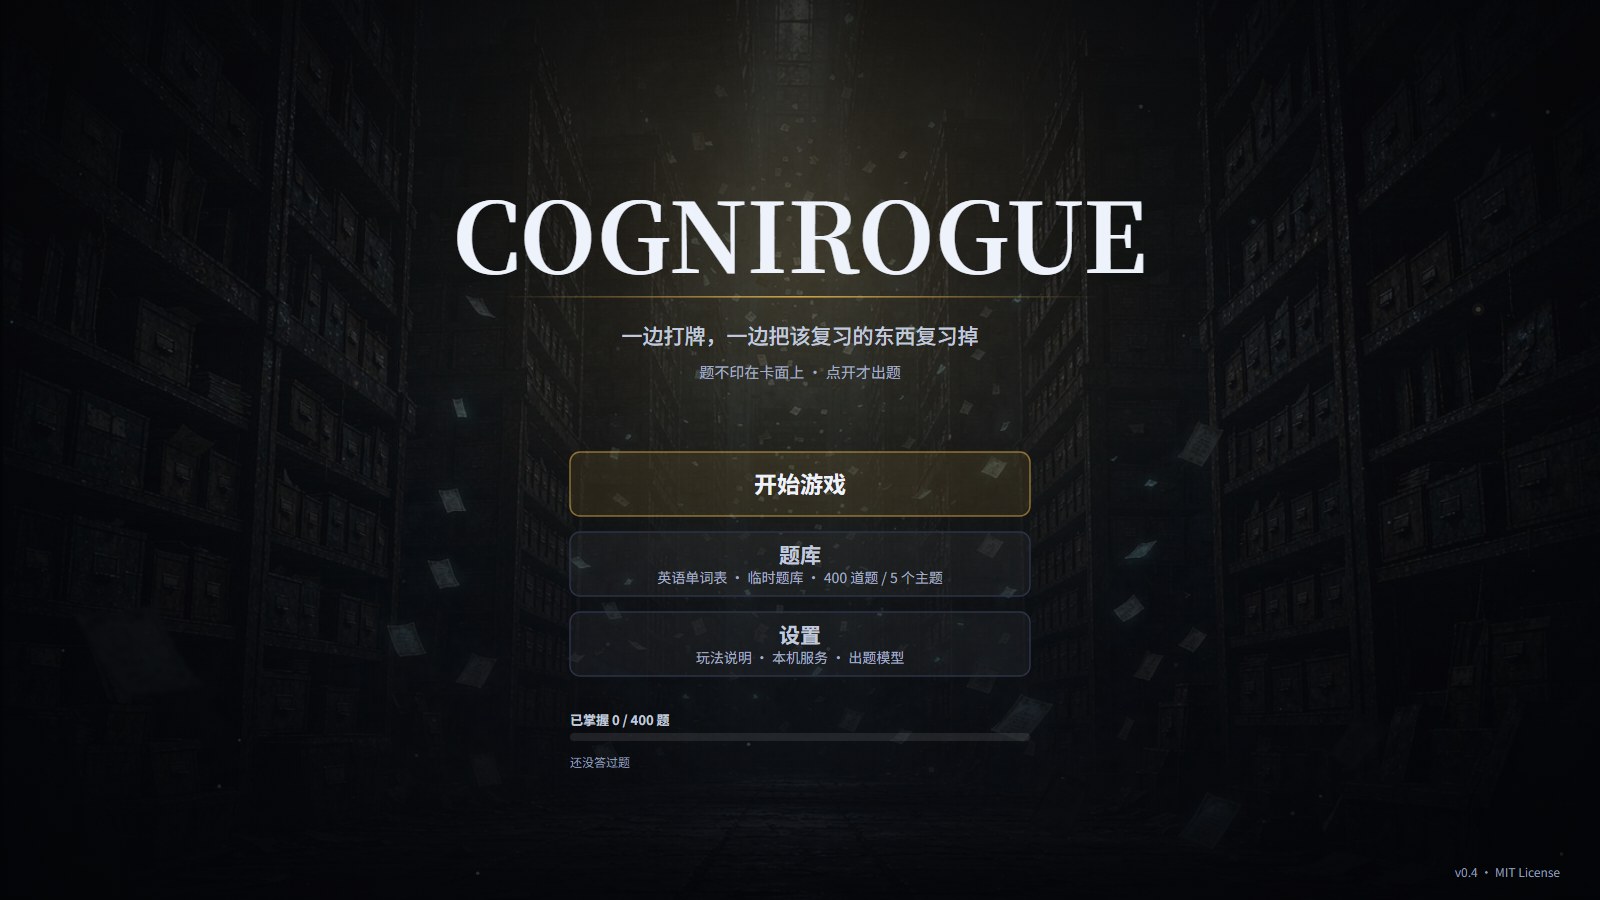 COGNIROGUE
一边打牌，一边把该复习的东西复习掉
题不印在卡面上 · 点开才出题
开始游戏
题库
英语单词表 · 临时题库 · 400 道题 / 5 个主题
设置
玩法说明 · 本机服务 · 出题模型
已掌握 0 / 400 题
还没答过题
v0.4 · MIT License